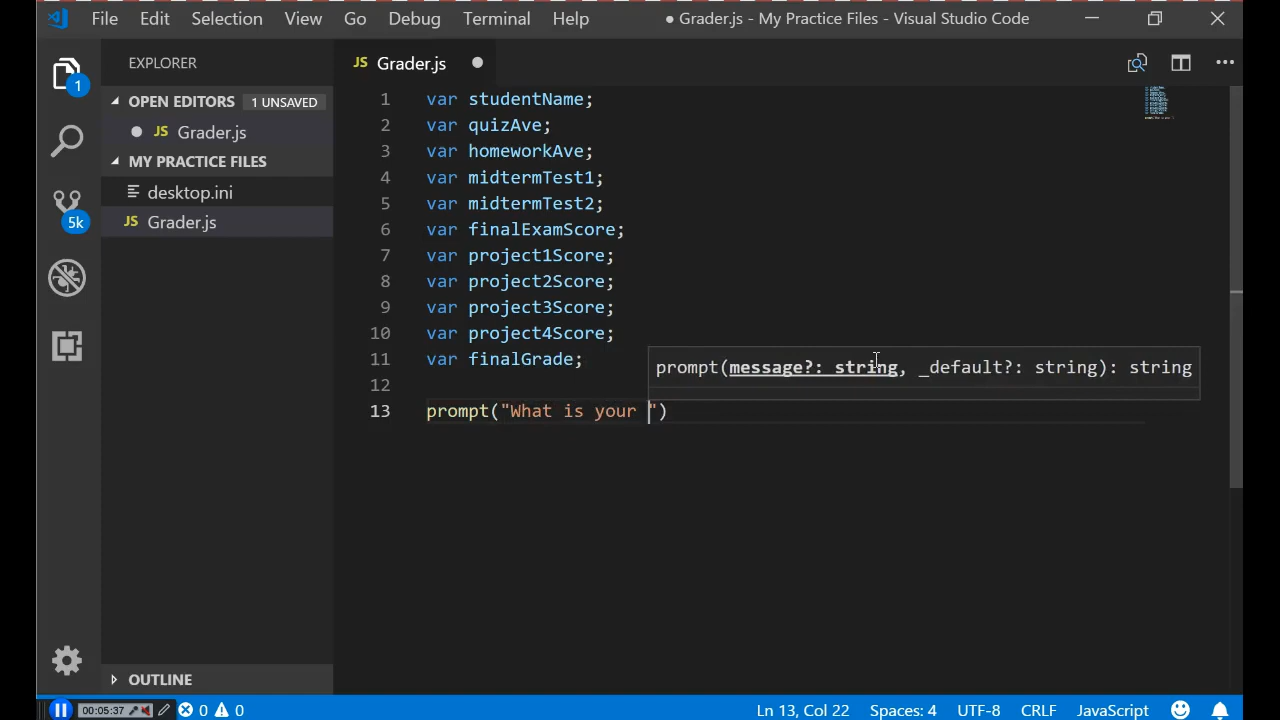 File Edit Selection View Go Debug Terminal Help ● Grader.js - My Practice Files - Visual Studio Code
EXPLORER
JS Grader.js
1
OPEN EDITORS 1 UNSAVED
JS Grader.js
MY PRACTICE FILES
desktop.ini
JS Grader.js
5k
1 var studentName;
2 var quizAve;
3 var homeworkAve;
4 var midtermTest1;
5 var midtermTest2;
6 var finalExamScore;
7 var project1Score;
8 var project2Score;
9 var project3Score;
10 var project4Score;
11 var finalGrade;
12
13 prompt("What is your ")
prompt(message?: string, _default?: string): string
OUTLINE
00:05:37 0 0 Ln 13, Col 22 Spaces: 4 UTF-8 CRLF JavaScript